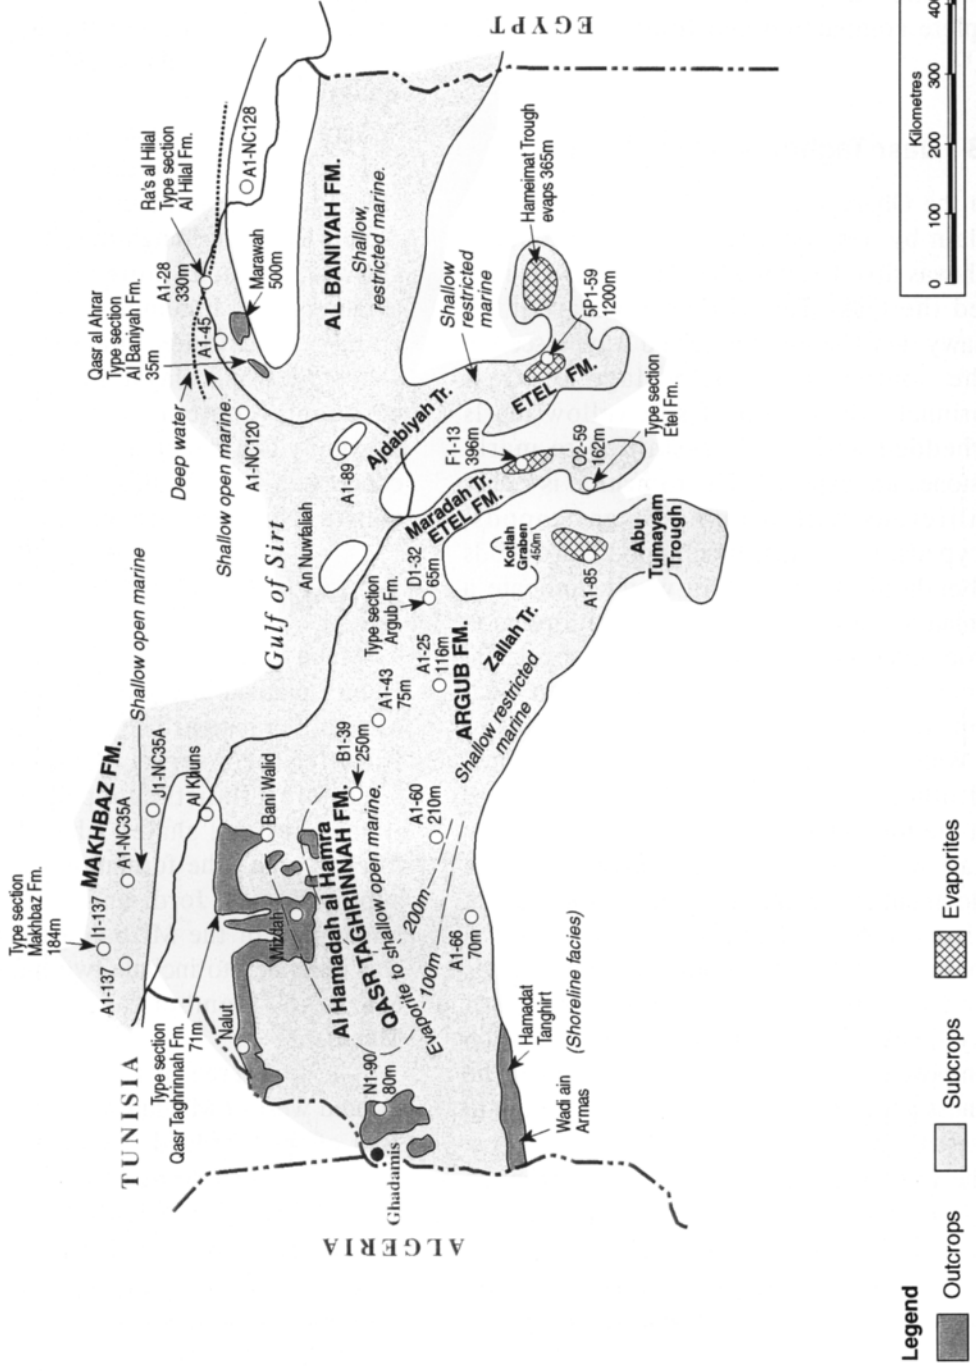 TUNISIA
ALGERIA
EGYPT
Type section
Makhbaz Fm.
184m
I1-137
A1-137
MAKHBAZ FM.
A1-NC35A
J1-NC35A
Shallow open marine
Al Khuns
Bani Walid
Type section
Qasr Taghrinnah Fm.
71m
Nalut
Mizdah
Al Hamadah al Hamra
QASR TAGHRINNAH FM.
Evaporite to shallow open marine.
200m
100m
B1-39
250m
N1-90
80m
Ghadamis
A1-60
210m
A1-66
70m
Hamadat
Tanghirt
(Shoreline facies)
Wadi ain
Armas
A1-43
75m
A1-25
116m
ARGUB FM.
Type section
Argub Fm.
D1-32
65m
Zallah Tr.
Shallow restricted
marine
Gulf of Sirt
An Nuwfaliah
A1-89
Deep water
Shallow open marine.
A1-NC120
Qasr al Ahrar
Type section
Al Baniyah Fm.
35m
A1-45
A1-28
330m
Ra's al Hilal
Type section
Al Hilal Fm.
Marawah
500m
A1-NC128
AL BANIYAH FM.
Shallow,
restricted marine.
Shallow
restricted
marine
Ajdabiyah Tr.
ETEL FM.
Hameimat Trough
evaps 365m
5P1-59
1200m
Maradah Tr.
ETEL FM.
F1-13
396m
O2-59
162m
Type section
Etel Fm.
Kotlah
Graben
450m
A1-85
Abu
Tumayam
Trough
Kilometres
0
100
200
300
Legend
Outcrops
Subcrops
Evaporites